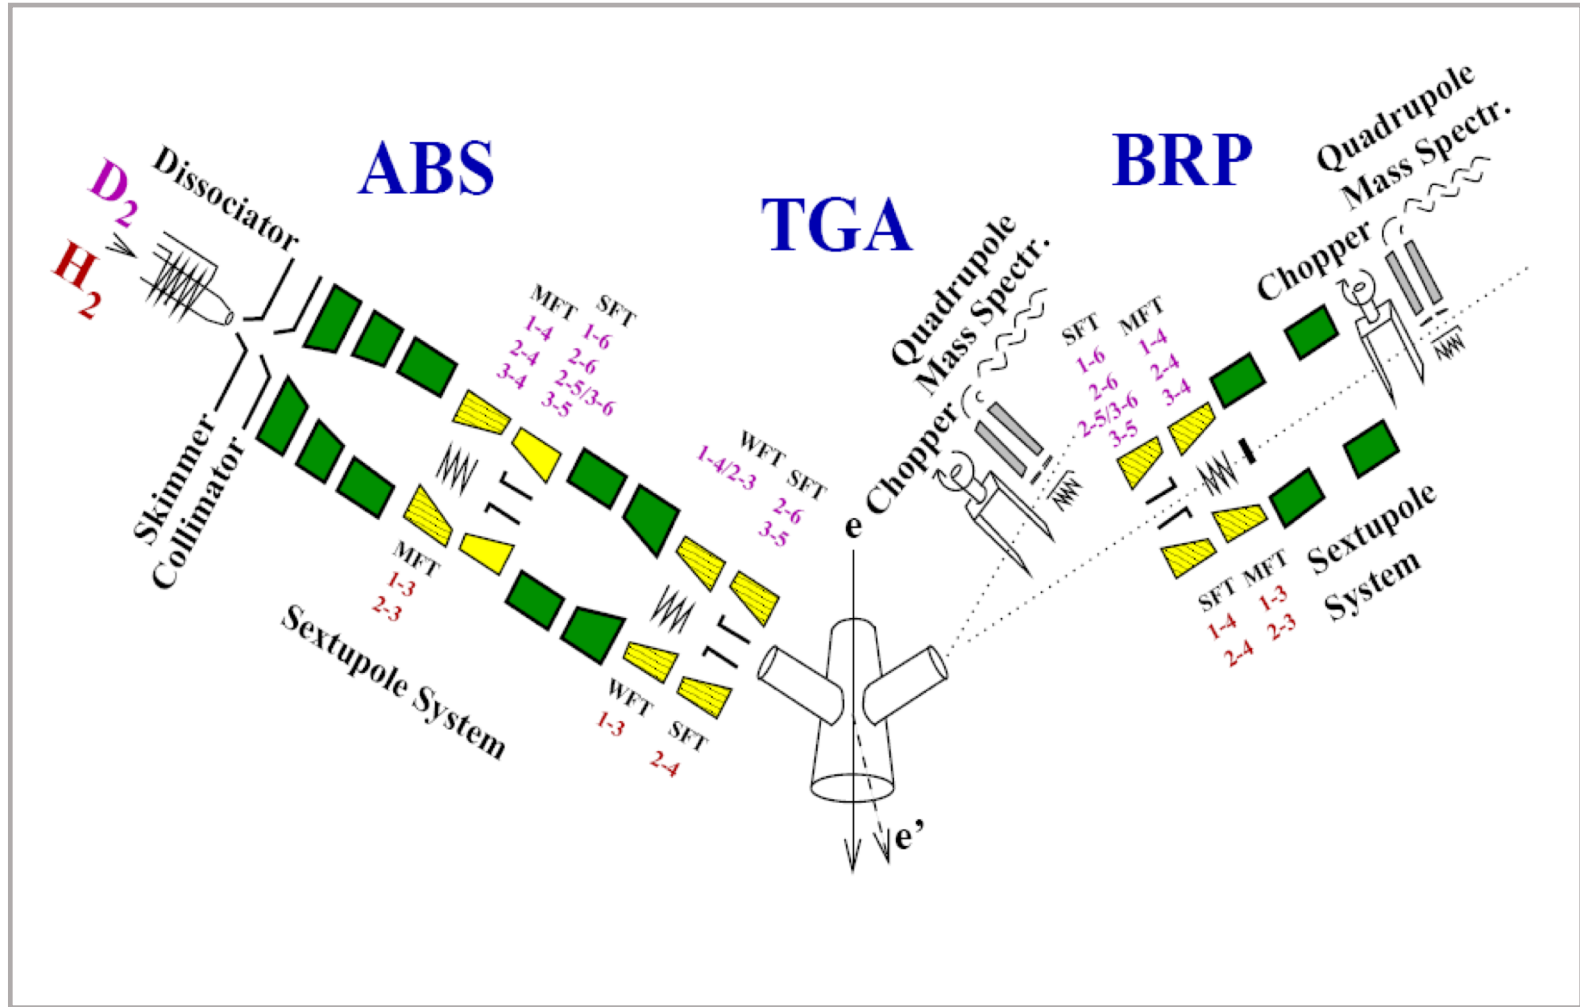 ABS
TGA
BRP
D2
H2
Dissociator
Skimmer
Collimator
MFT
1-4
2-4
3-4
SFT
1-6
2-6
2-5/3-6
3-5
MFT
1-3
2-3
Sextupole System
WFT
1-4/2-3
SFT
2-6
3-5
WFT
1-3
SFT
2-4
e
e’
Chopper
Quadrupole
Mass Spectr.
SFT
1-6
2-6
2-5/3-6
3-5
MFT
1-4
2-4
3-4
SFT
1-4
2-4
MFT
1-3
2-3
Sextupole
System
Chopper
Quadrupole
Mass Spectr.